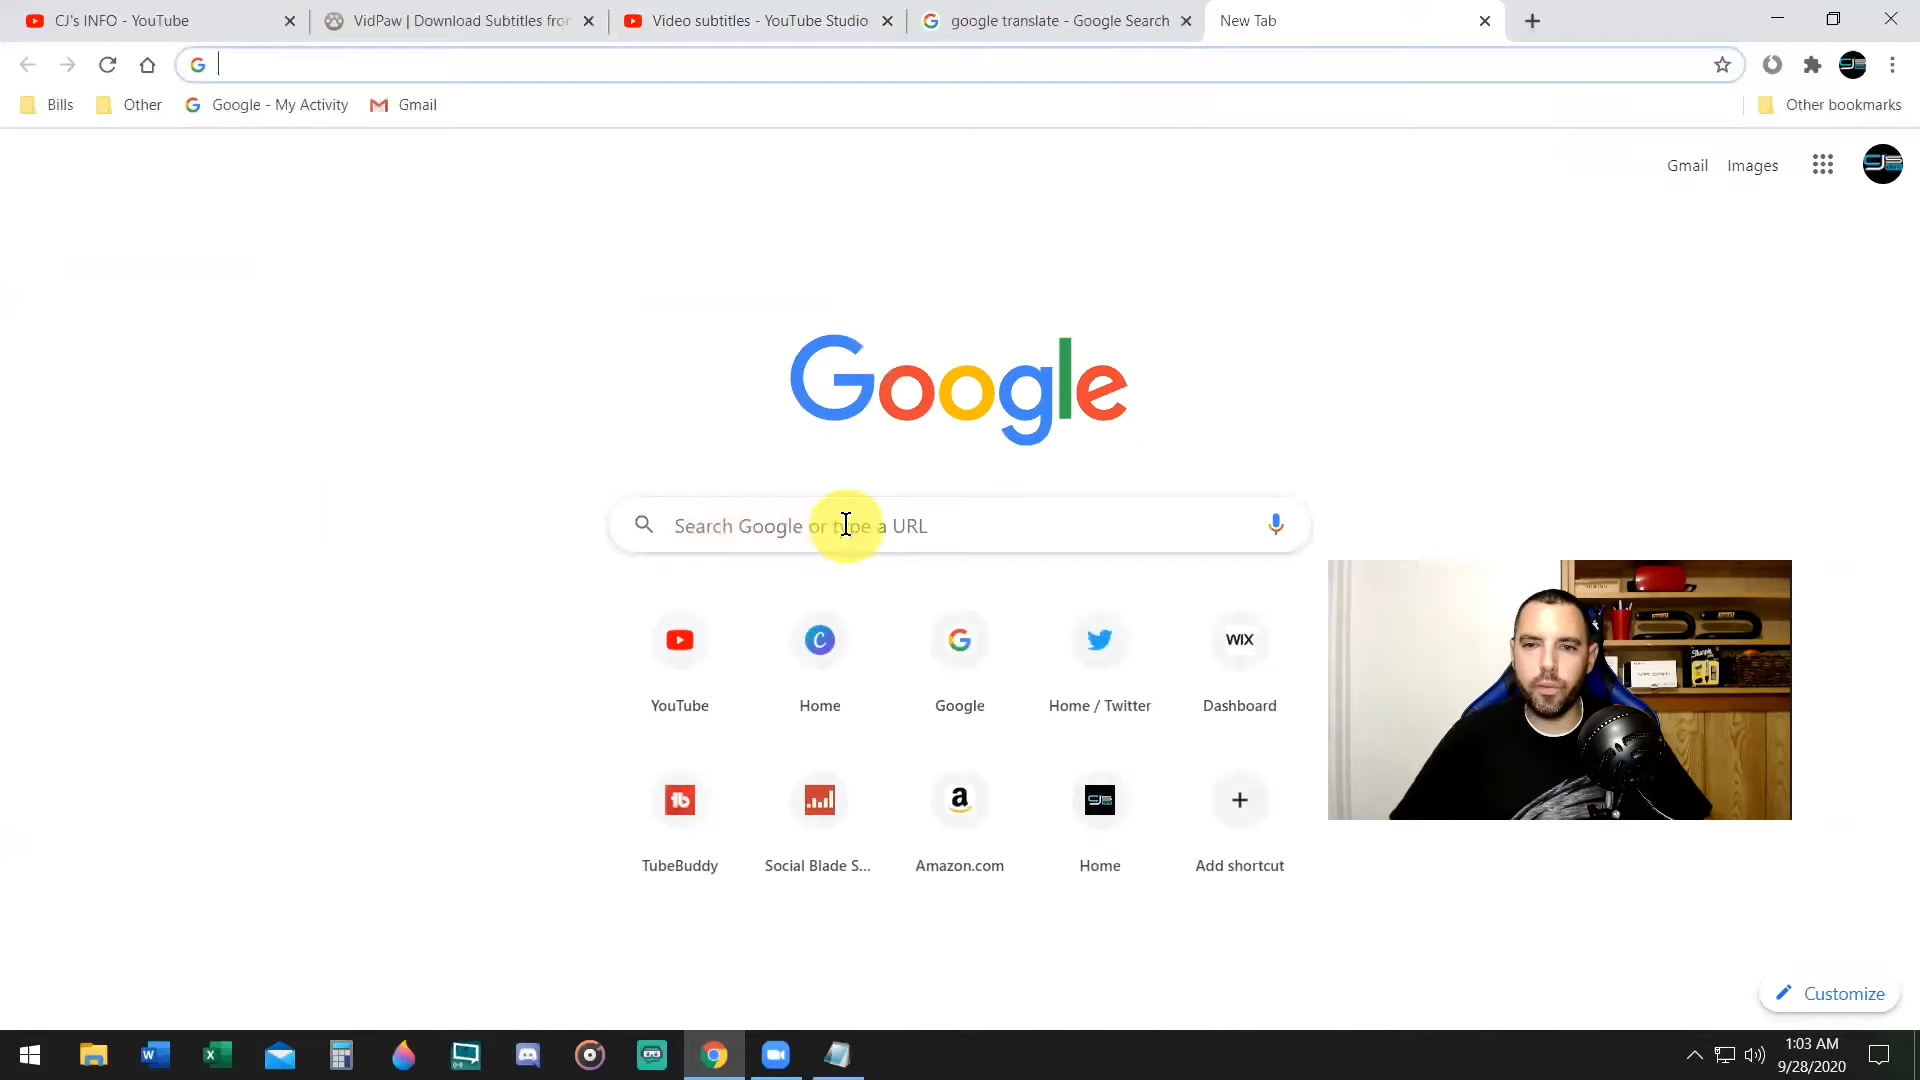 CJ's INFO - YouTube
VidPaw | Download Subtitles fro
Video subtitles - YouTube Studio
google translate - Google Search
New Tab
Bills
Other
Google - My Activity
Gmail
Other bookmarks
Gmail
Images
Google
Search Google or type a URL
YouTube
Home
Google
Home / Twitter
WIX
Dashboard
TubeBuddy
Social Blade S...
Amazon.com
Home
Add shortcut
Customize
1:03 AM
9/28/2020